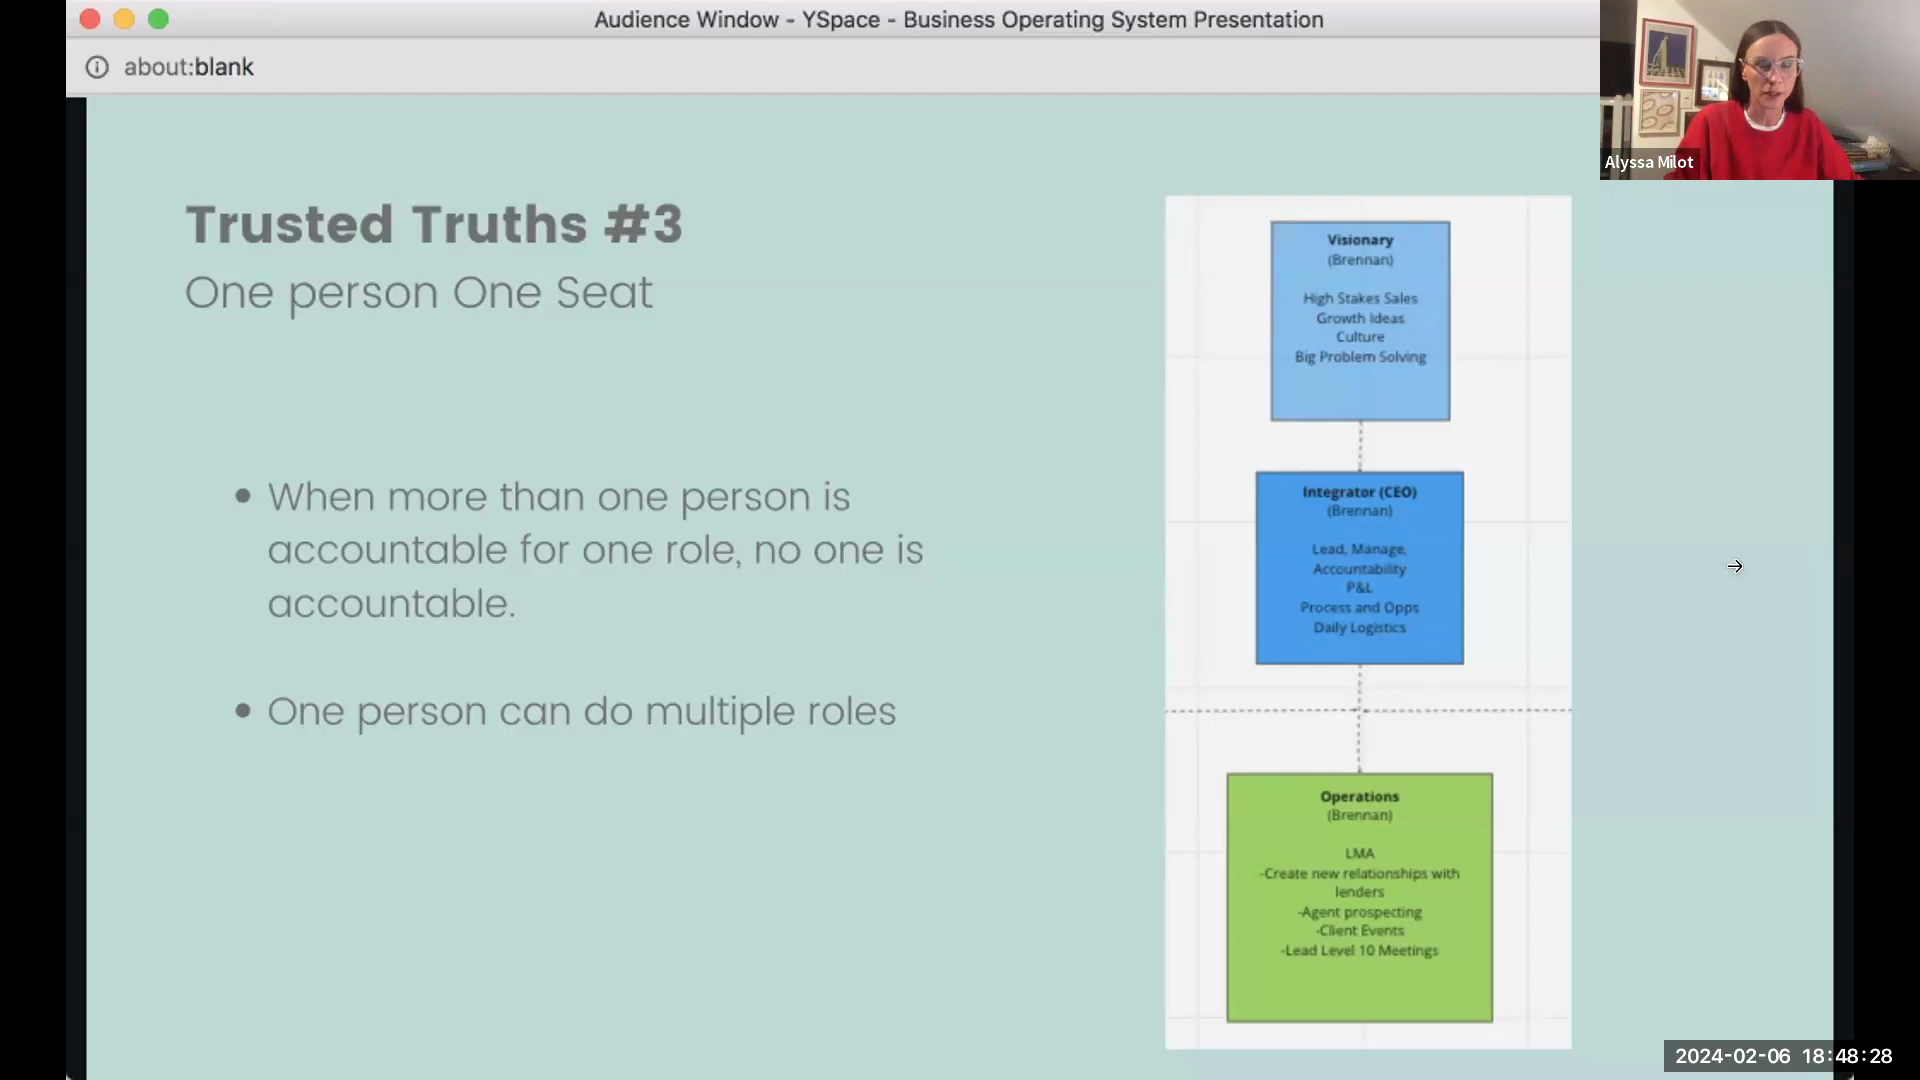 Audience Window - YSpace - Business Operating System Presentation
about:blank
Alyssa Milot
Trusted Truths #3
One person One Seat
When more than one person is
accountable for one role, no one is
accountable.
One person can do multiple roles
Visionary
(Brennan)
High Stakes Sales
Growth Ideas
Culture
Big Problem Solving
Integrator (CEO)
(Brennan)
Lead, Manage,
Accountability
P&L
Process and Opps
Daily Logistics
Operations
(Brennan)
LMA
-Create new relationships with
lenders
-Agent prospecting
-Client Events
-Lead Level 10 Meetings
2024-02-06 18:48:28